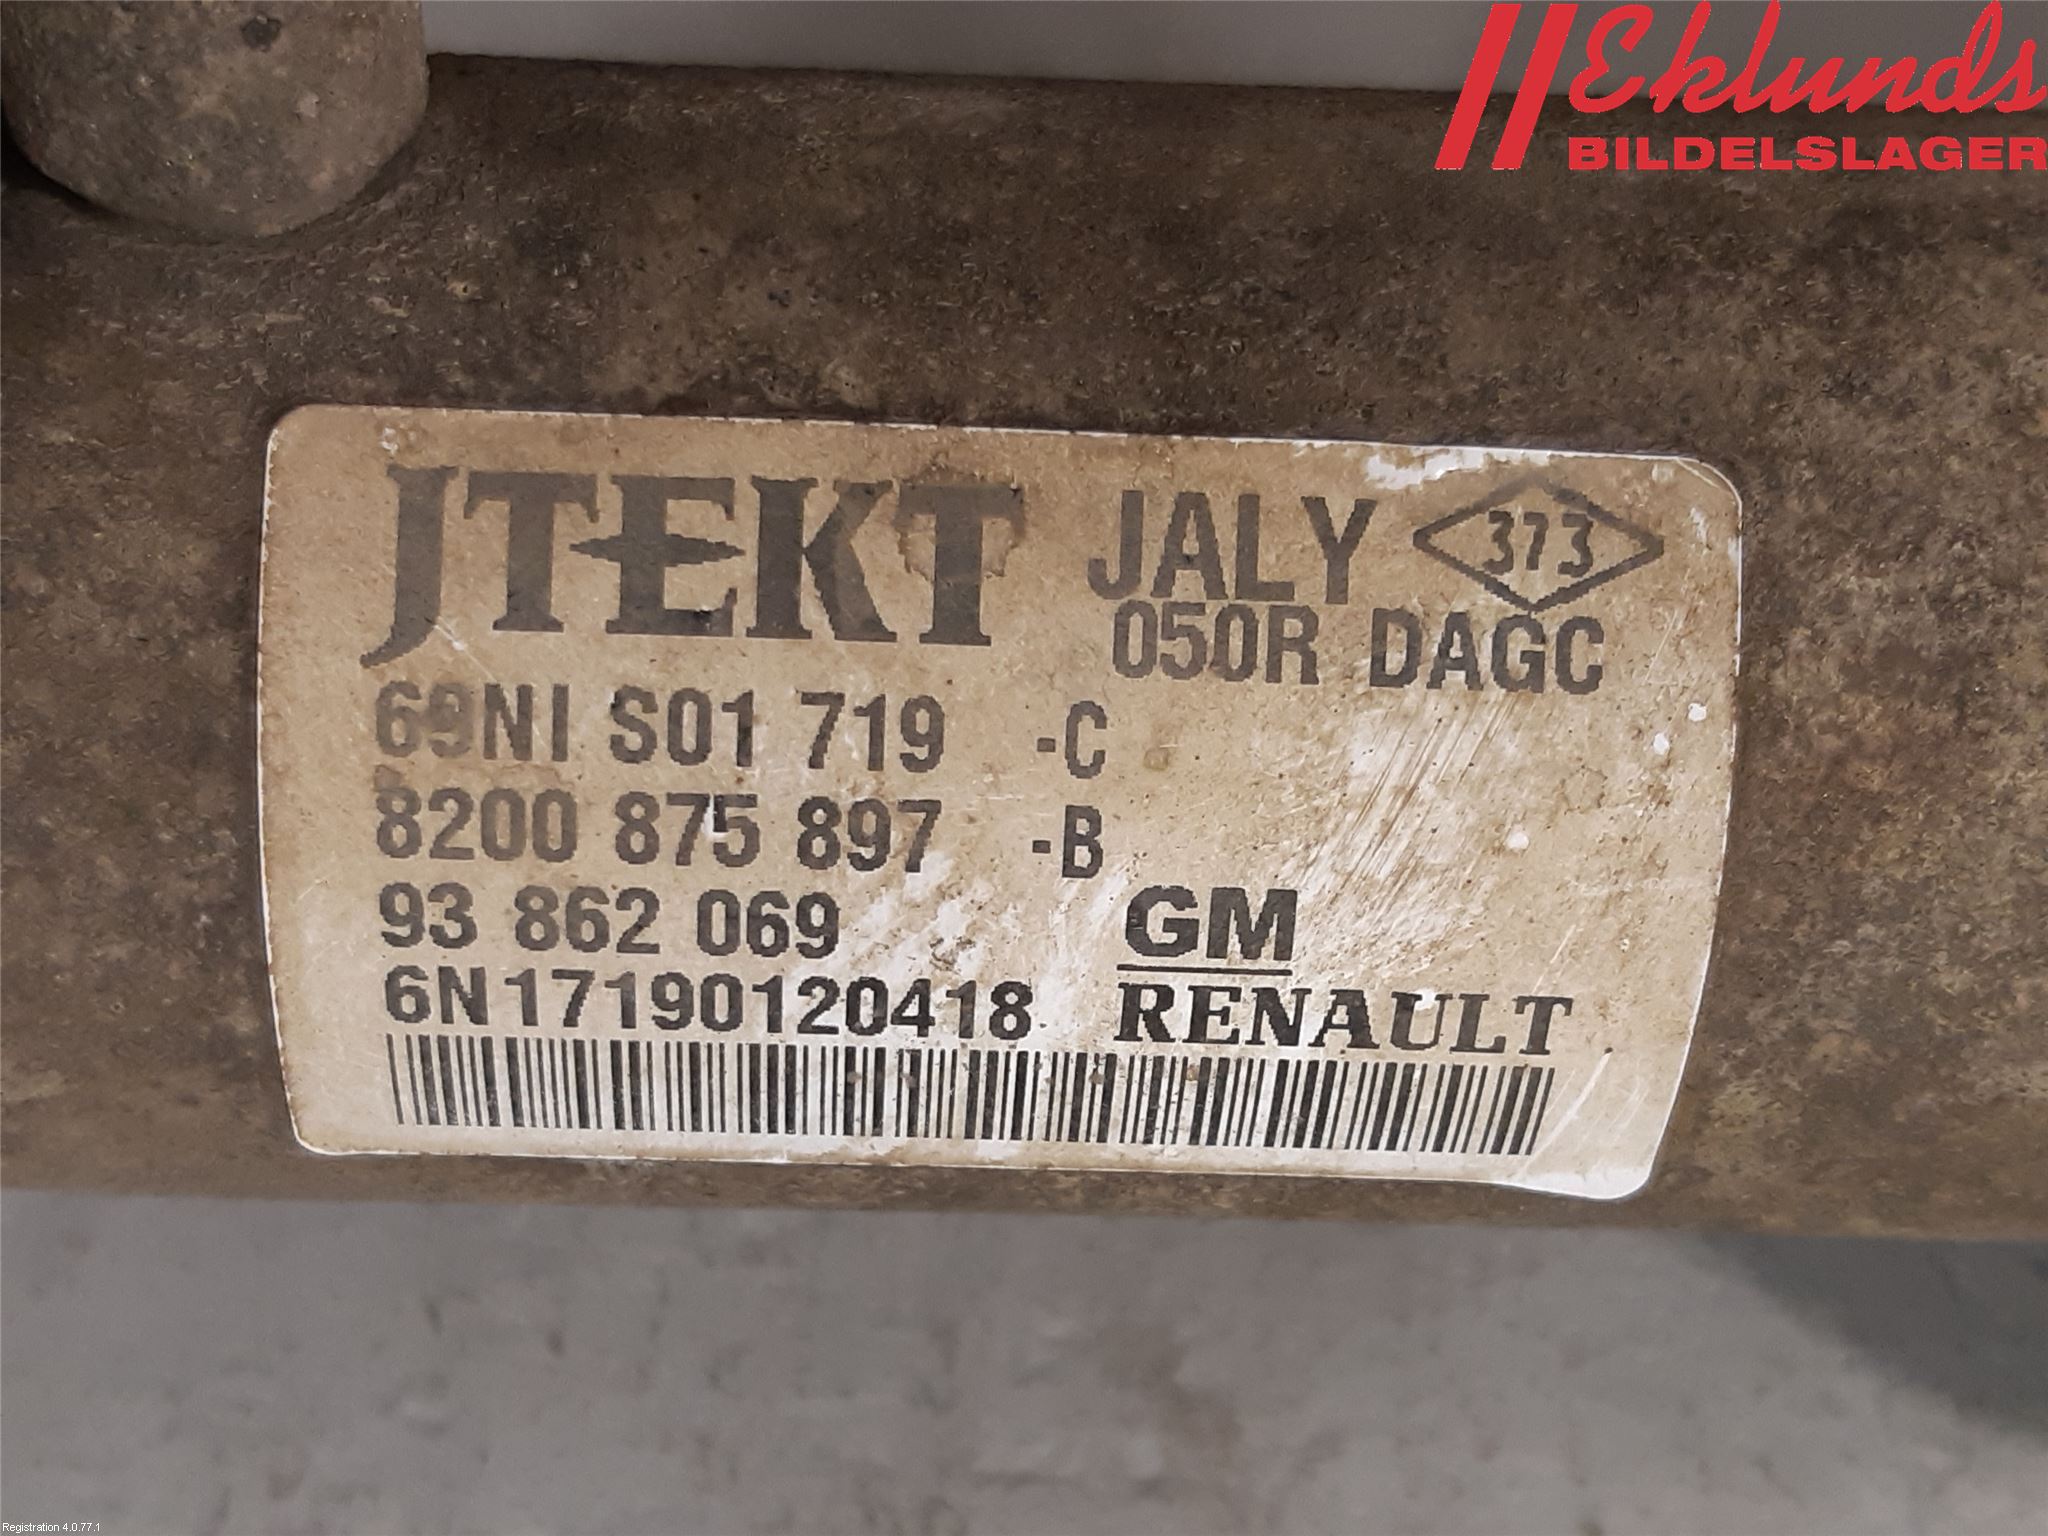 Eklunds
BILDELSLAGER
JTEKT JALY 373
050R DAGC
69NI S01 719 -C
8200 875 897 -B
93 862 069 GM
6N17190120418 RENAULT
Registration 4.0.77.1